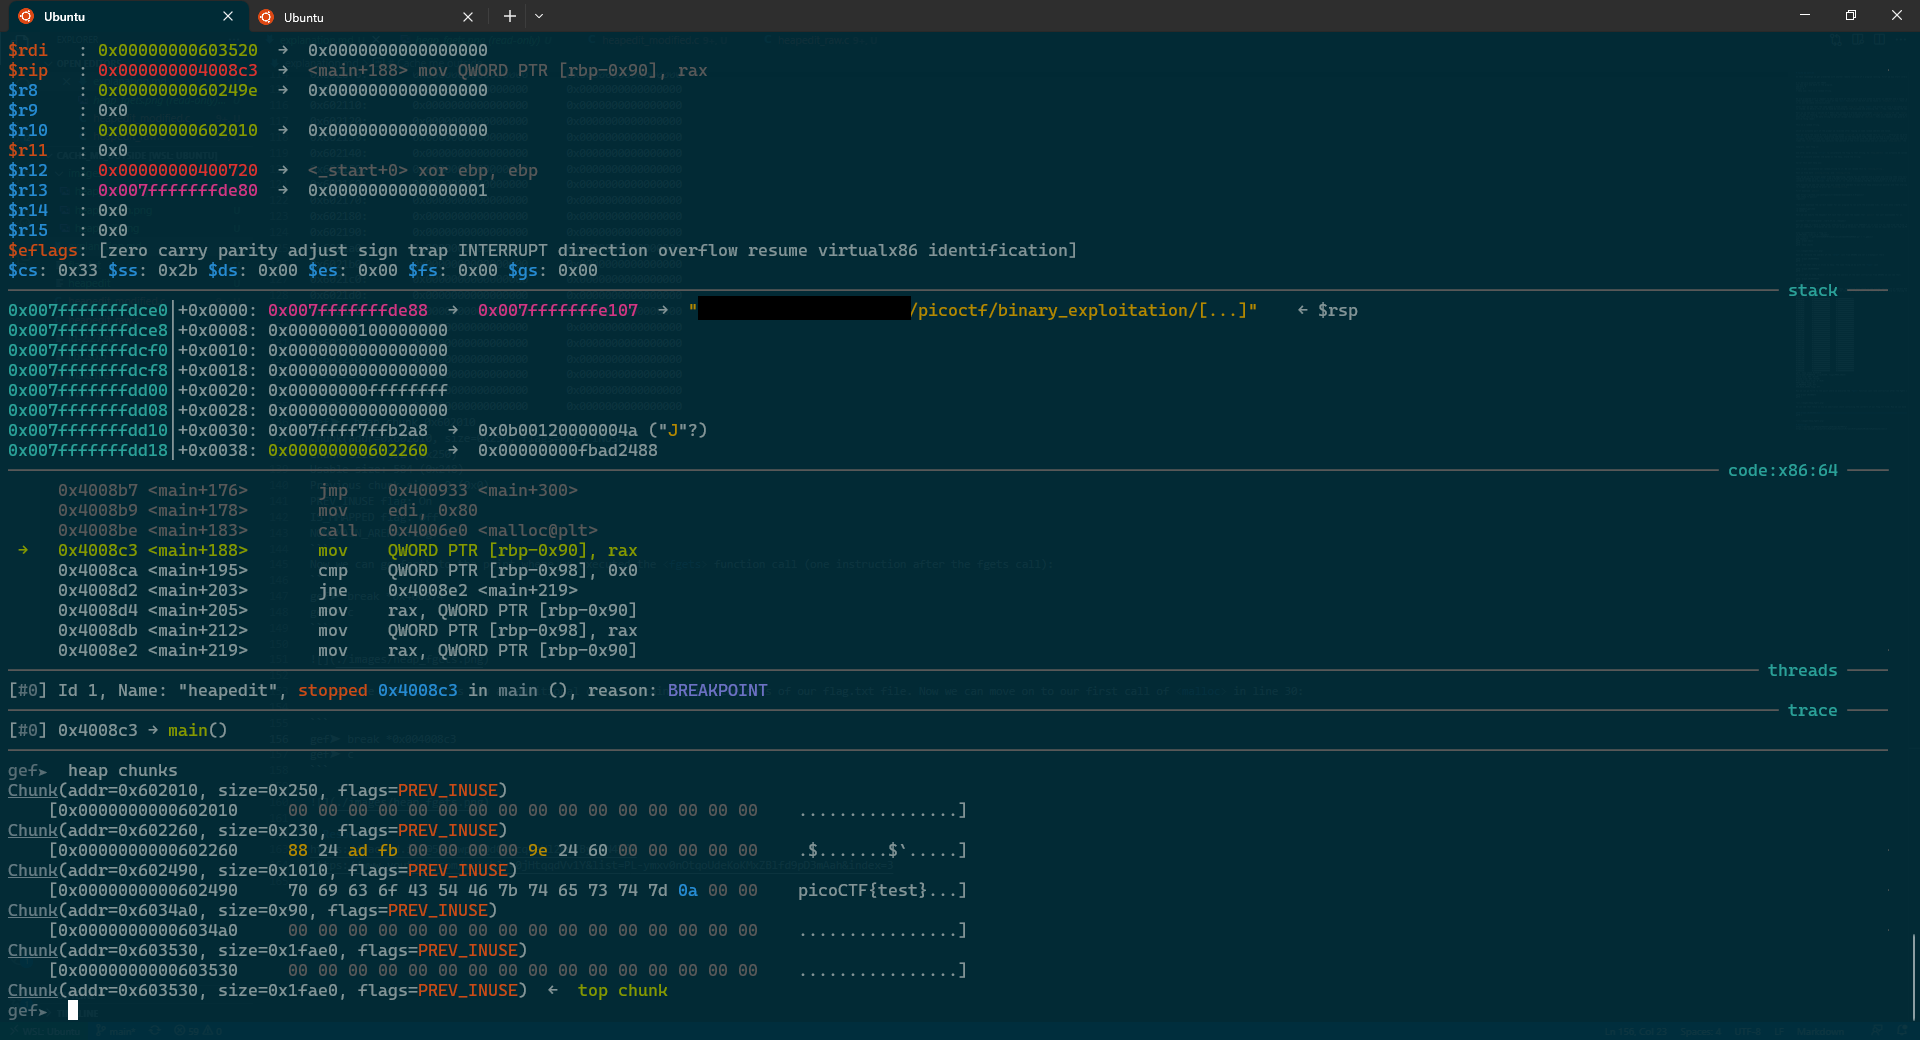 Ubuntu
Ubuntu
$rdi : 0x00000000603520 → 0x0000000000000000
$rip : 0x000000004008c3 → <main+188> mov QWORD PTR [rbp-0x90], rax
$r8 : 0x0000000060249e → 0x0000000000000000
$r9 : 0x0
$r10 : 0x00000000602010 → 0x0000000000000000
$r11 : 0x0
$r12 : 0x00000000400720 → <_start+0> xor ebp, ebp
$r13 : 0x007fffffffde80 → 0x0000000000000001
$r14 : 0x0
$r15 : 0x0
$eflags: [zero carry parity adjust sign trap INTERRUPT direction overflow resume virtualx86 identification]
$cs: 0x33 $ss: 0x2b $ds: 0x00 $es: 0x00 $fs: 0x00 $gs: 0x00
stack
0x007fffffffdce0│+0x0000: 0x007fffffffde88 → 0x007fffffffe107 → "/picoctf/binary_exploitation/[...]" ← $rsp
0x007fffffffdce8│+0x0008: 0x0000000100000000
0x007fffffffdcf0│+0x0010: 0x0000000000000000
0x007fffffffdcf8│+0x0018: 0x0000000000000000
0x007fffffffdd00│+0x0020: 0x00000000ffffffff
0x007fffffffdd08│+0x0028: 0x0000000000000000
0x007fffffffdd10│+0x0030: 0x007ffff7ffb2a8 → 0x0b00120000004a ("J"?)
0x007fffffffdd18│+0x0038: 0x00000000602260 → 0x00000000fbad2488
code:x86:64
0x4008b7 <main+176> jmp 0x400933 <main+300>
0x4008b9 <main+178> mov edi, 0x80
0x4008be <main+183> call 0x4006e0 <malloc@plt>
→ 0x4008c3 <main+188> mov QWORD PTR [rbp-0x90], rax
0x4008ca <main+195> cmp QWORD PTR [rbp-0x98], 0x0
0x4008d2 <main+203> jne 0x4008e2 <main+219>
0x4008d4 <main+205> mov rax, QWORD PTR [rbp-0x90]
0x4008db <main+212> mov QWORD PTR [rbp-0x98], rax
0x4008e2 <main+219> mov rax, QWORD PTR [rbp-0x90]
threads
[#0] Id 1, Name: "heapedit", stopped 0x4008c3 in main (), reason: BREAKPOINT
trace
[#0] 0x4008c3 → main()
gef➤ heap chunks
Chunk(addr=0x602010, size=0x250, flags=PREV_INUSE)
[0x0000000000602010 00 00 00 00 00 00 00 00 00 00 00 00 00 00 00 00 ................]
Chunk(addr=0x602260, size=0x230, flags=PREV_INUSE)
[0x0000000000602260 88 24 ad fb 00 00 00 00 9e 24 60 00 00 00 00 00 .$.......$`.....]
Chunk(addr=0x602490, size=0x1010, flags=PREV_INUSE)
[0x0000000000602490 70 69 63 6f 43 54 46 7b 74 65 73 74 7d 0a 00 00 picoCTF{test}...]
Chunk(addr=0x6034a0, size=0x90, flags=PREV_INUSE)
[0x00000000006034a0 00 00 00 00 00 00 00 00 00 00 00 00 00 00 00 00 ................]
Chunk(addr=0x603530, size=0x1fae0, flags=PREV_INUSE)
[0x0000000000603530 00 00 00 00 00 00 00 00 00 00 00 00 00 00 00 00 ................]
Chunk(addr=0x603530, size=0x1fae0, flags=PREV_INUSE) ← top chunk
gef➤